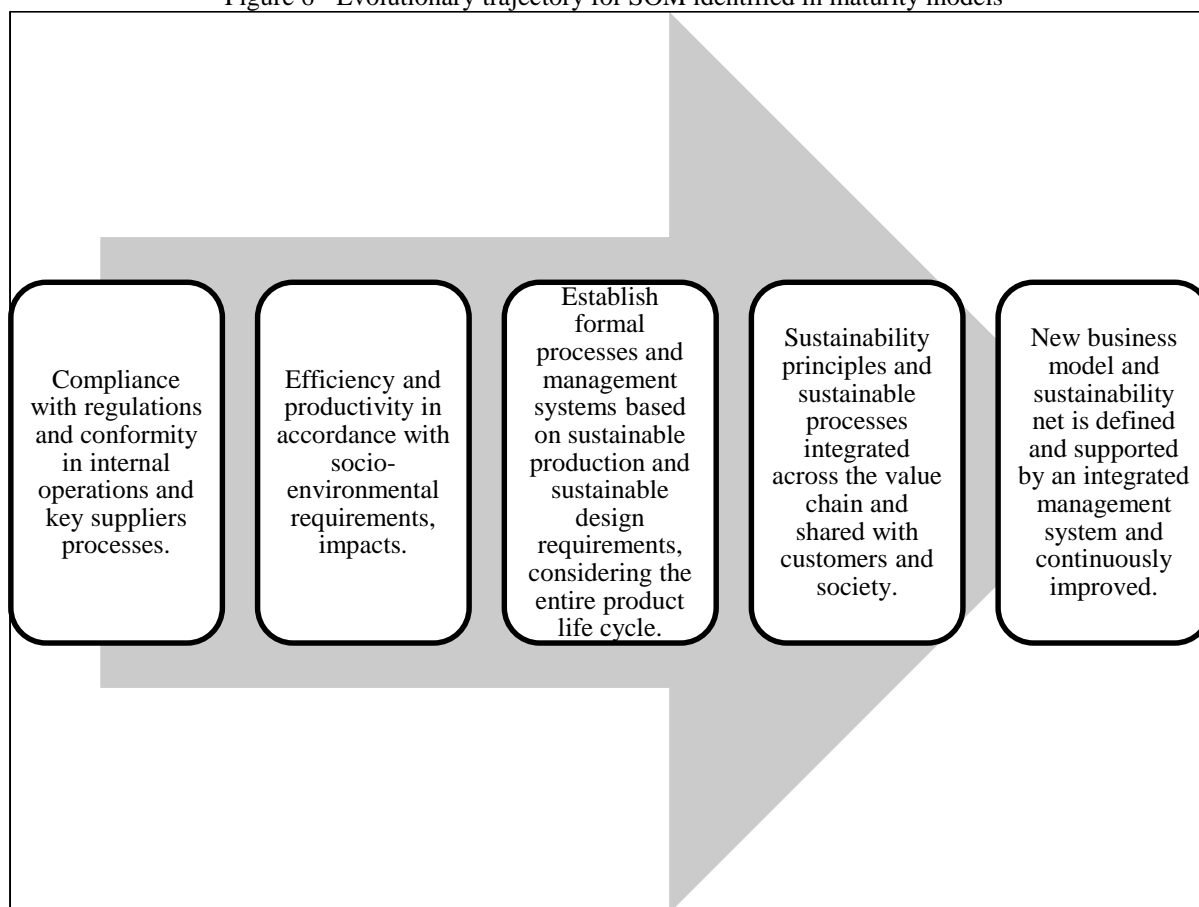 Figure 6 - Evolutionary trajectory for SOM identified in maturity models
Compliance
with regulations
and conformity
in internal
operations and
key suppliers
processes.
Efficiency and
productivity in
accordance with
socio-
environmental
requirements,
impacts.
Establish
formal
processes and
management
systems based
on sustainable
production and
sustainable
design
requirements,
considering the
entire product
life cycle.
Sustainability
principles and
sustainable
processes
integrated
across the value
chain and
shared with
customers and
society.
New business
model and
sustainability
net is defined
and supported
by an integrated
management
system and
continuously
improved.